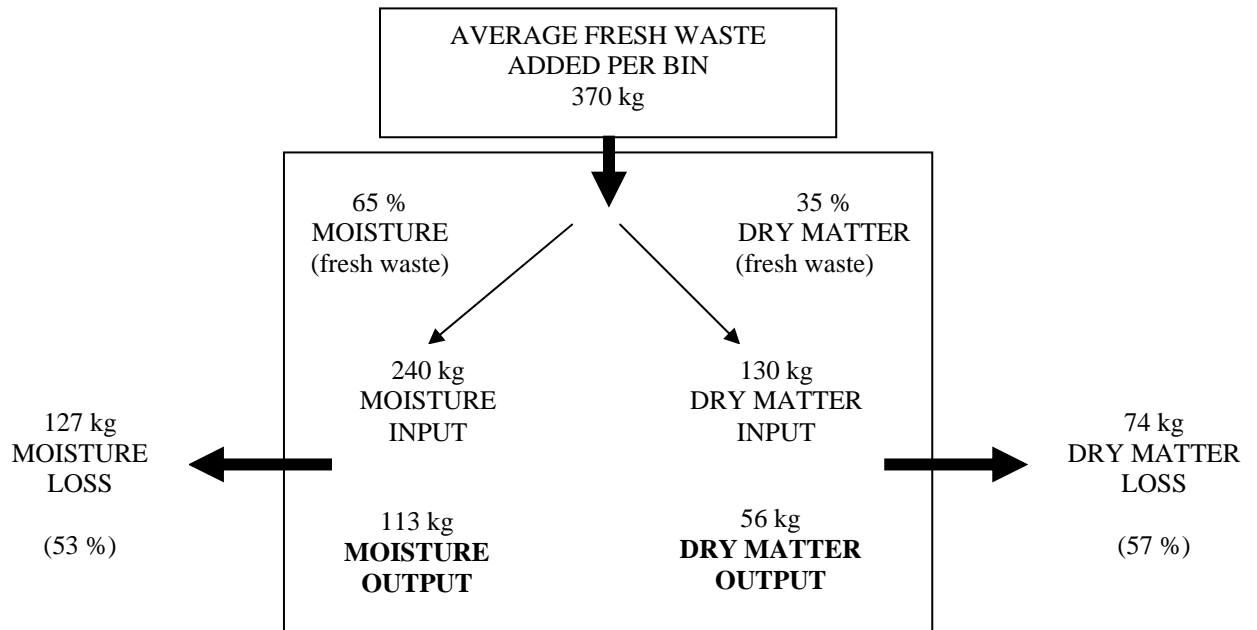 AVERAGE FRESH WASTE
ADDED PER BIN
370 kg
65 %
MOISTURE
(fresh waste)
35 %
DRY MATTER
(fresh waste)
240 kg
MOISTURE
INPUT
130 kg
DRY MATTER
INPUT
127 kg
MOISTURE
LOSS
(53 %)
74 kg
DRY MATTER
LOSS
(57 %)
113 kg
MOISTURE
OUTPUT
56 kg
DRY MATTER
OUTPUT